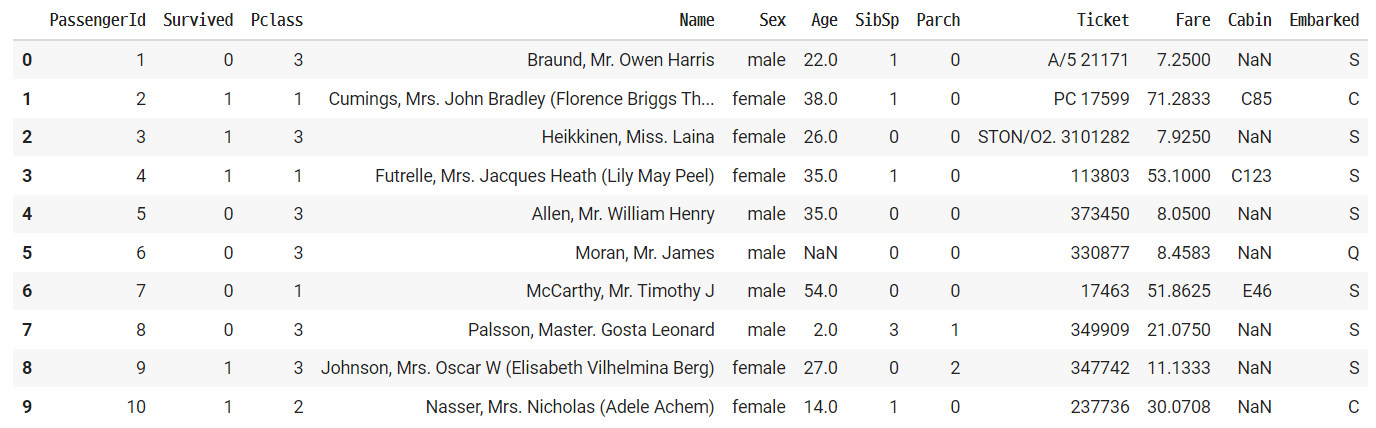 PassengerId Survived Pclass Name Sex Age SibSp Parch Ticket Fare Cabin Embarked
0 1 0 3 Braund, Mr. Owen Harris male 22.0 1 0 A/5 21171 7.2500 NaN S
1 2 1 1 Cumings, Mrs. John Bradley (Florence Briggs Th... female 38.0 1 0 PC 17599 71.2833 C85 C
2 3 1 3 Heikkinen, Miss. Laina female 26.0 0 0 STON/O2. 3101282 7.9250 NaN S
3 4 1 1 Futrelle, Mrs. Jacques Heath (Lily May Peel) female 35.0 1 0 113803 53.1000 C123 S
4 5 0 3 Allen, Mr. William Henry male 35.0 0 0 373450 8.0500 NaN S
5 6 0 3 Moran, Mr. James male NaN 0 0 330877 8.4583 NaN Q
6 7 0 1 McCarthy, Mr. Timothy J male 54.0 0 0 17463 51.8625 E46 S
7 8 0 3 Palsson, Master. Gosta Leonard male 2.0 3 1 349909 21.0750 NaN S
8 9 1 3 Johnson, Mrs. Oscar W (Elisabeth Vilhelmina Berg) female 27.0 0 2 347742 11.1333 NaN S
9 10 1 2 Nasser, Mrs. Nicholas (Adele Achem) female 14.0 1 0 237736 30.0708 NaN C